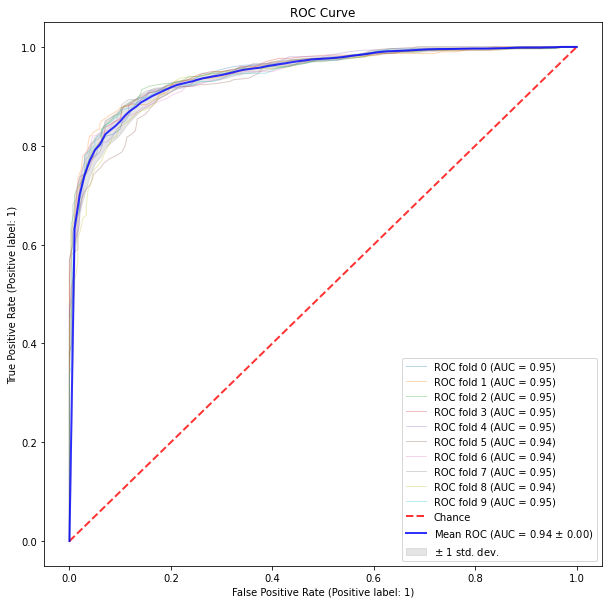 ROC Curve
1.0
0.8
0.6
0.4
0.2
0.0
True Positive Rate (Positive label: 1)
ROC fold 0 (AUC = 0.95)
ROC fold 1 (AUC = 0.95)
ROC fold 2 (AUC = 0.95)
ROC fold 3 (AUC = 0.95)
ROC fold 4 (AUC = 0.95)
ROC fold 5 (AUC = 0.94)
ROC fold 6 (AUC = 0.94)
ROC fold 7 (AUC = 0.95)
ROC fold 8 (AUC = 0.94)
ROC fold 9 (AUC = 0.95)
Chance
Mean ROC (AUC = 0.94 ± 0.00)
± 1 std. dev.
0.0 0.2 0.4 0.6 0.8 1.0
False Positive Rate (Positive label: 1)